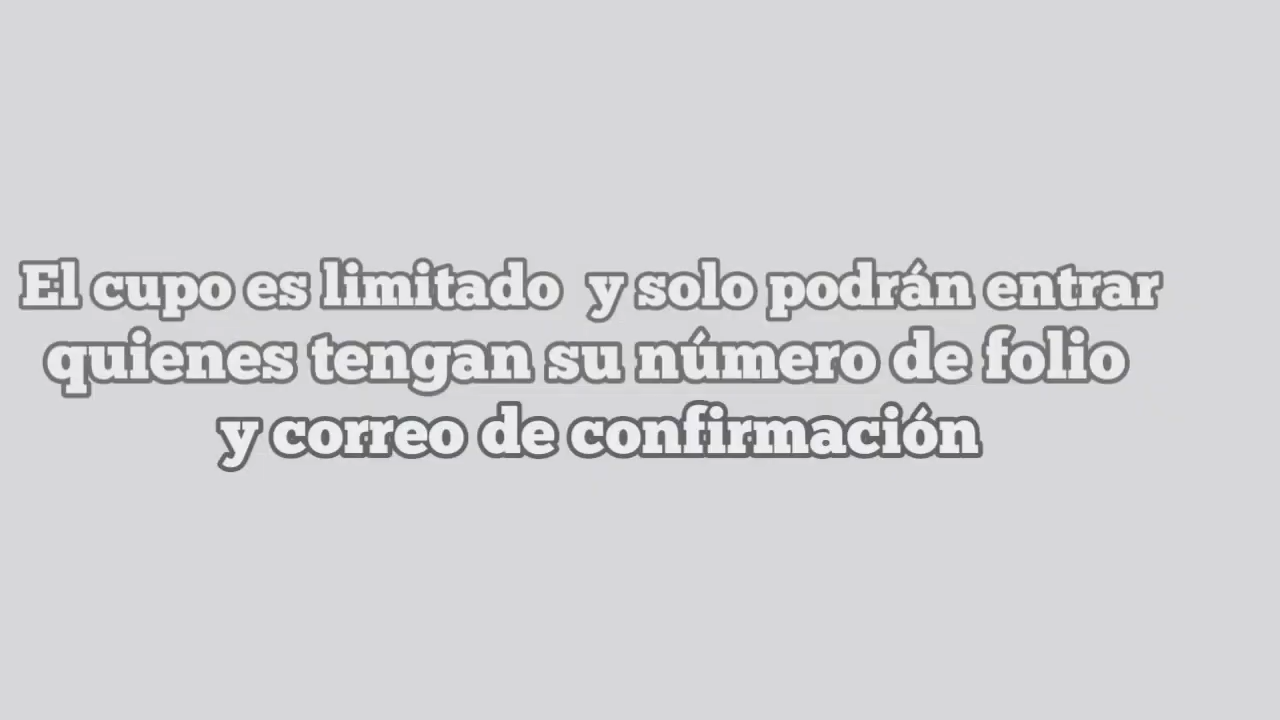 El cupo es limitado y solo podrán entrar
quienes tengan su número de folio
y correo de confirmación